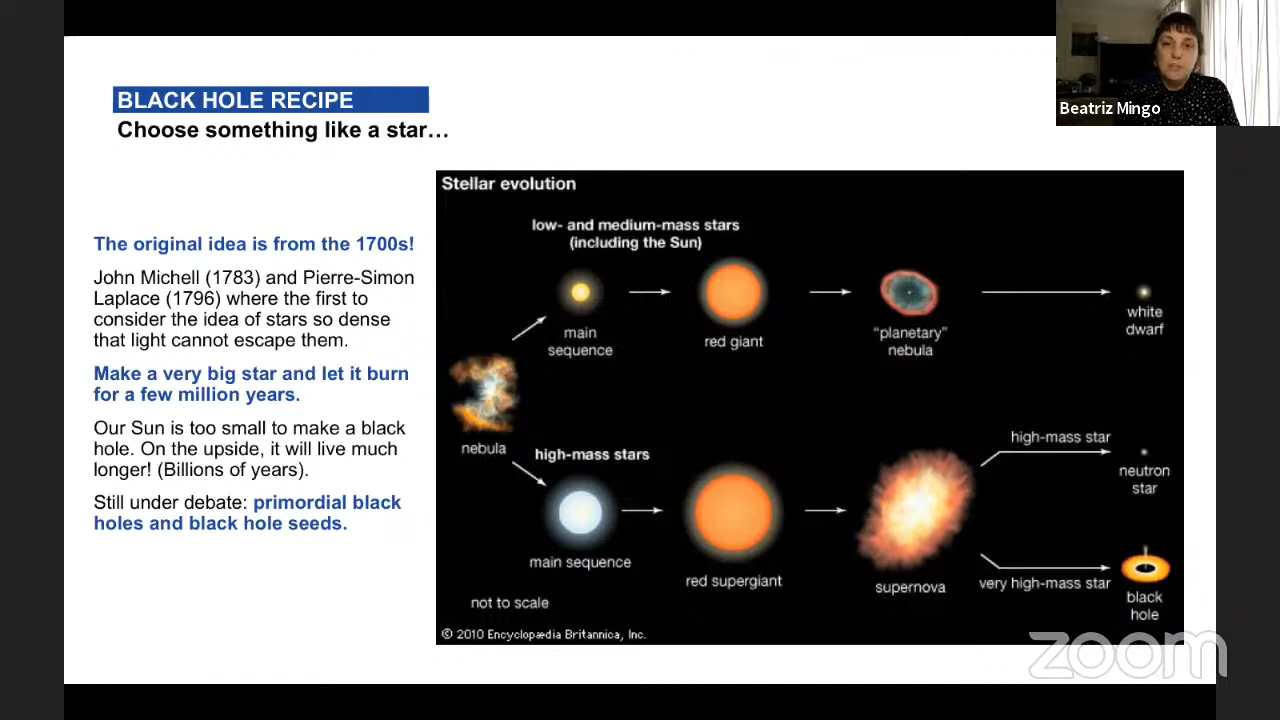 BLACK HOLE RECIPE
Choose something like a star…
Beatriz Mingo
The original idea is from the 1700s!
John Michell (1783) and Pierre-Simon
Laplace (1796) where the first to
consider the idea of stars so dense
that light cannot escape them.
Make a very big star and let it burn
for a few million years.
Our Sun is too small to make a black
hole. On the upside, it will live much
longer! (Billions of years).
Still under debate: primordial black
holes and black hole seeds.
Stellar evolution
low- and medium-mass stars
(including the Sun)
main
sequence
red giant
“planetary”
nebula
white
dwarf
nebula
high-mass stars
main sequence
red supergiant
supernova
high-mass star
neutron
star
very high-mass star
black
hole
not to scale
© 2010 Encyclopædia Britannica, Inc.
zoom